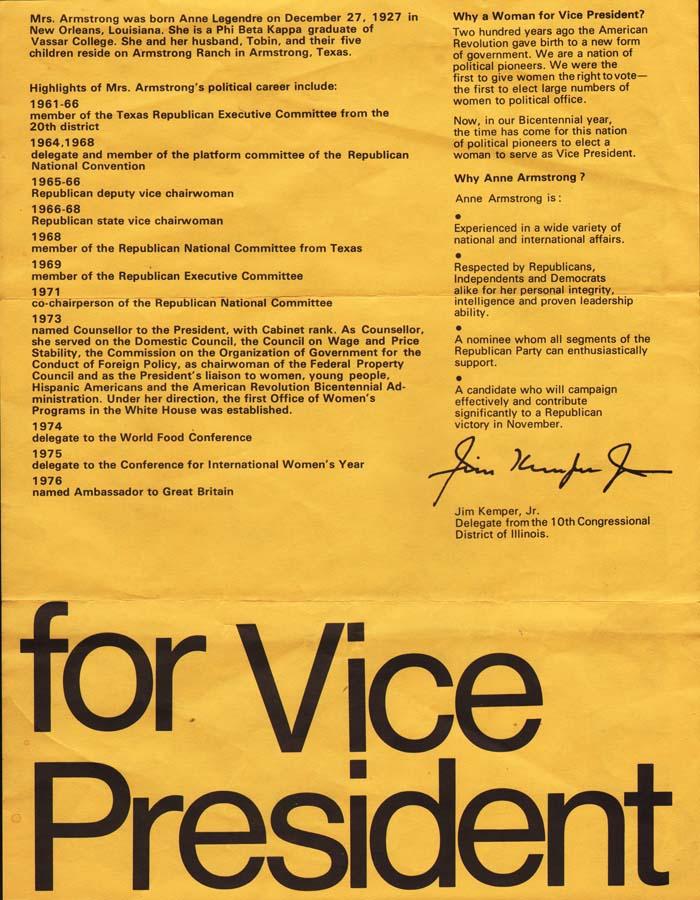 Mrs. Armstrong was born Anne Legendre on December 27, 1927 in
New Orleans, Louisiana. She is a Phi Beta Kappa graduate of
Vassar College. She and her husband, Tobin, and their five
children reside on Armstrong Ranch in Armstrong, Texas.
Highlights of Mrs. Armstrong's political career include:
1961-66
member of the Texas Republican Executive Committee from the
20th district
1964,1968
delegate and member of the platform committee of the Republican
National Convention
1965-66
Republican deputy vice chairwoman
1966-68
Republican state vice chairwoman
1968
member of the Republican National Committee from Texas
1969
member of the Republican Executive Committee
1971
co-chairperson of the Republican National Committee
1973
named Counsellor to the President, with Cabinet rank. As Counsellor,
she served on the Domestic Council, the Council on Wage and Price
Stability, the Commission on the Organization of Government for the
Conduct of Foreign Policy, as chairwoman of the Federal Property
Council and as the President's liaison to women, young people,
Hispanic Americans and the American Revolution Bicentennial Ad-
ministration. Under her direction, the first Office of Women's
Programs in the White House was established.
1974
delegate to the World Food Conference
1975
delegate to the Conference for International Women's Year
1976
named Ambassador to Great Britain
Why a Woman for Vice President?
Two hundred years ago the American
Revolution gave birth to a new form
of government. We are a nation of
political pioneers. We were the
first to give women the right to vote—
the first to elect large numbers of
women to political office.
Now, in our Bicentennial year,
the time has come for this nation
of political pioneers to elect a
woman to serve as Vice President.
Why Anne Armstrong ?
Anne Armstrong is :
•
Experienced in a wide variety of
national and international affairs.
•
Respected by Republicans,
Independents and Democrats
alike for her personal integrity,
intelligence and proven leadership
ability.
•
A nominee whom all segments of the
Republican Party can enthusiastically
support.
•
A candidate who will campaign
effectively and contribute
significantly to a Republican
victory in November.
Jim Kemper Jr
Jim Kemper, Jr.
Delegate from the 10th Congressional
District of Illinois.
for Vice
President